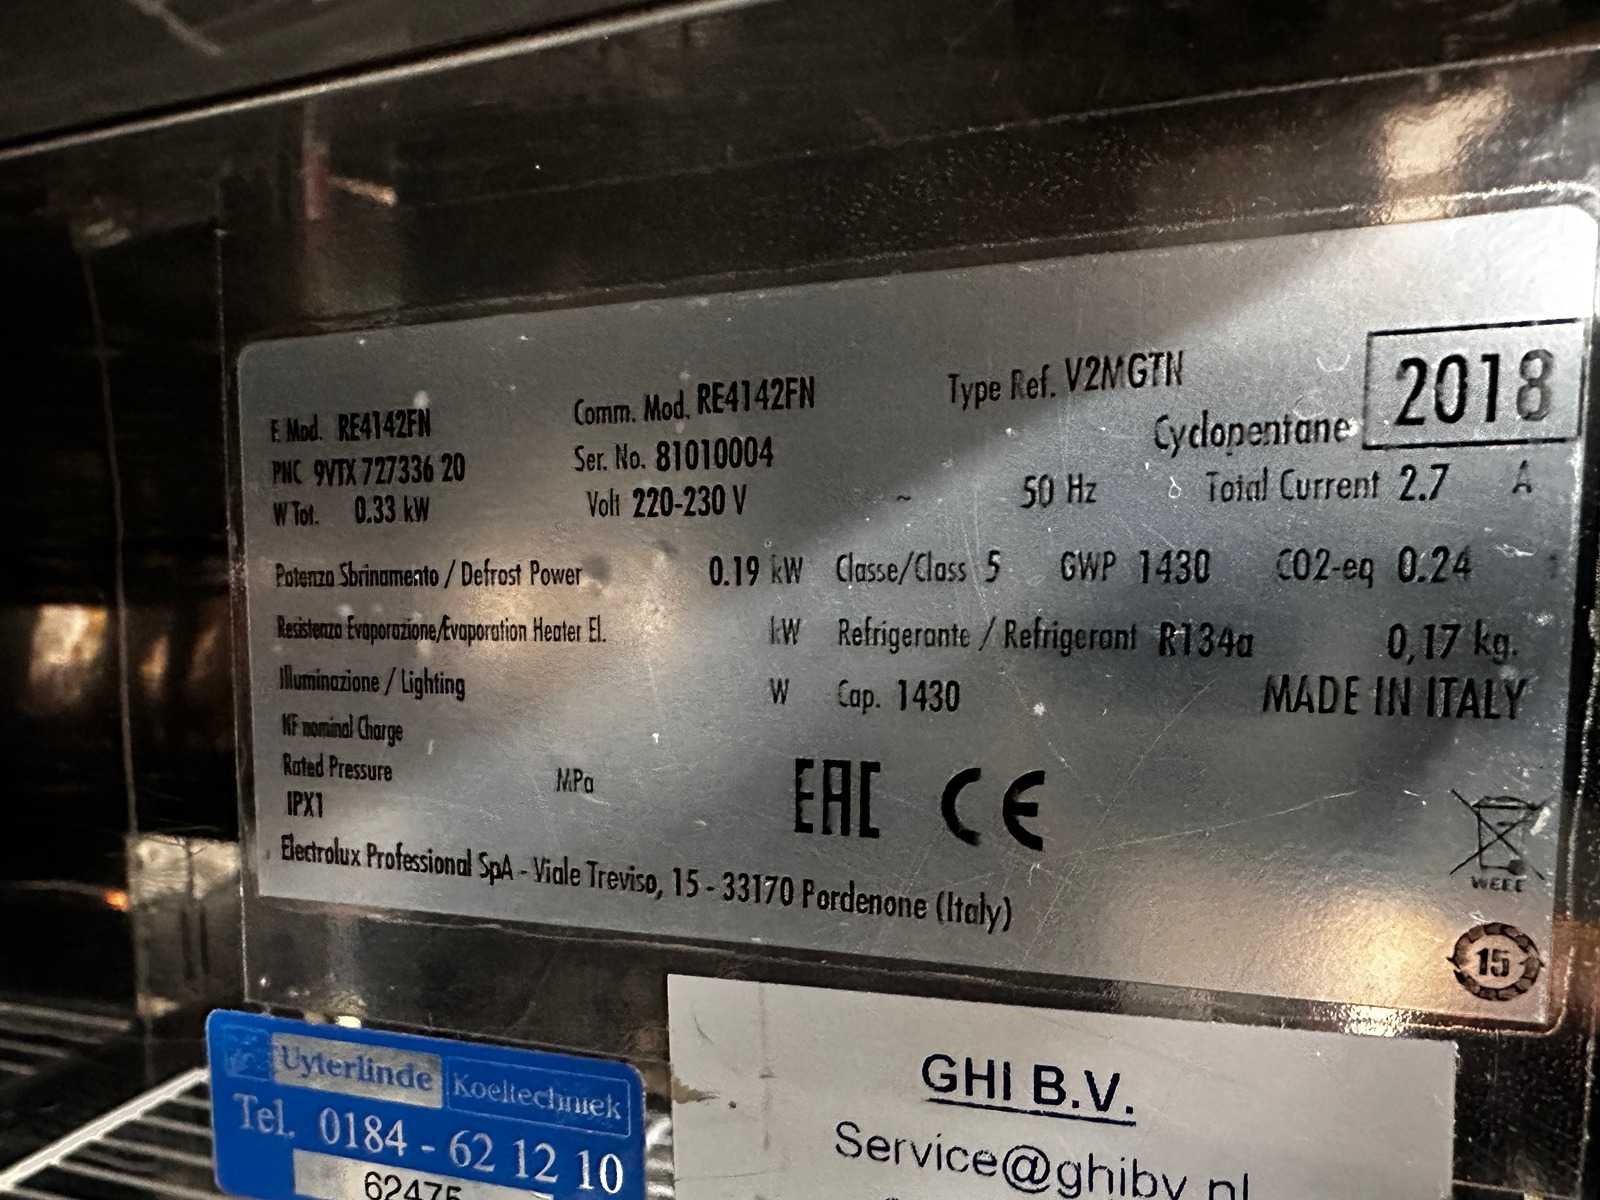 2018
F. Mod. RE4142FN Comm. Mod. RE4142FN Type Ref. V2MGTN
Cyclopentane
PNC 9VTX 727336 20 Ser. No. 81010004
W Tot. 0.33 kW Volt 220-230 V ~ 50 Hz Total Current 2.7 A
Potenza Sbrinamento / Defrost Power 0.19 kW Classe/Class 5 GWP 1430 CO2-eq 0.24
Resistenza Evaporazione/Evaporation Heater El. kW Refrigerante / Refrigerant R134a 0,17 kg.
Illuminazione / Lighting W Cap. 1430 MADE IN ITALY
NF nominal Charge
Rated Pressure MPa
IPX1
EAC CE
WEEE
Electrolux Professional SpA - Viale Treviso, 15 - 33170 Pordenone (Italy)
15
Uyterlinde Koeltechniek
Tel. 0184 - 62 12 10
62475
GHI B.V.
Service@ghibv.nl